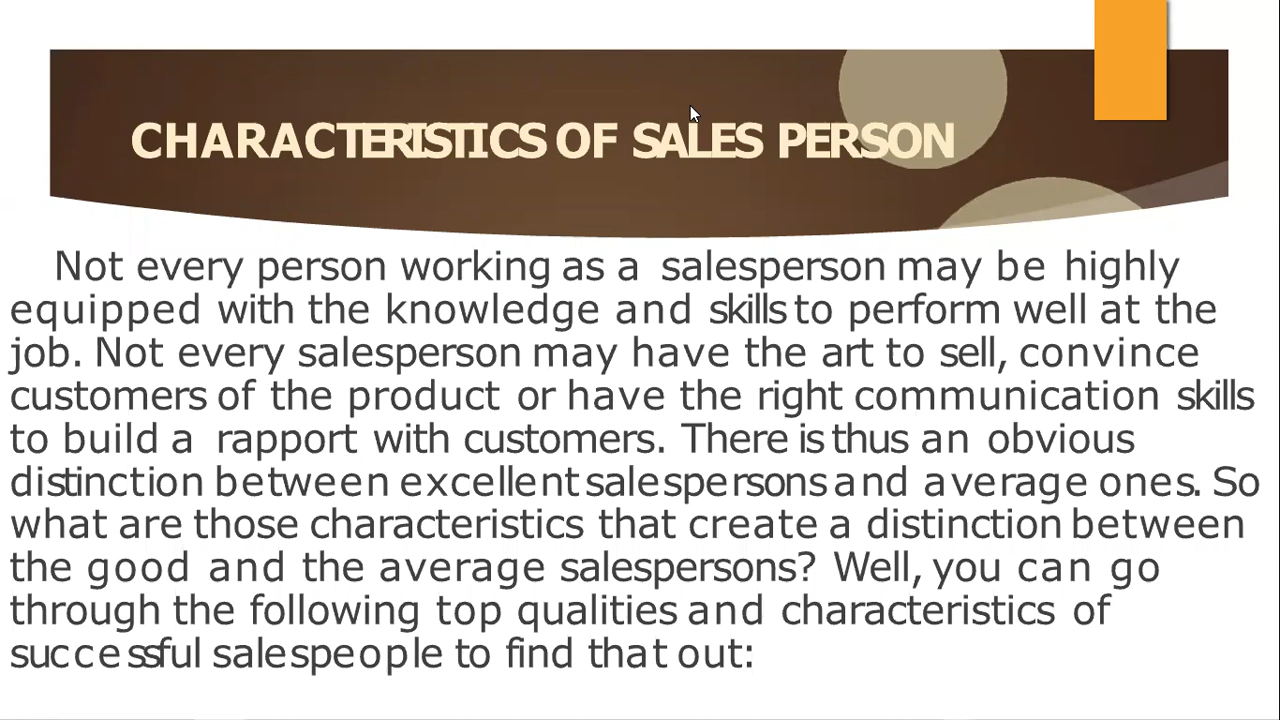 CHARACTERISTICS OF SALES PERSON
Not every person working as a salesperson may be highly
equipped with the knowledge and skills to perform well at the
job. Not every salesperson may have the art to sell, convince
customers of the product or have the right communication skills
to build a rapport with customers. There is thus an obvious
distinction between excellent salespersons and average ones. So
what are those characteristics that create a distinction between
the good and the average salespersons? Well, you can go
through the following top qualities and characteristics of
successful salespeople to find that out: